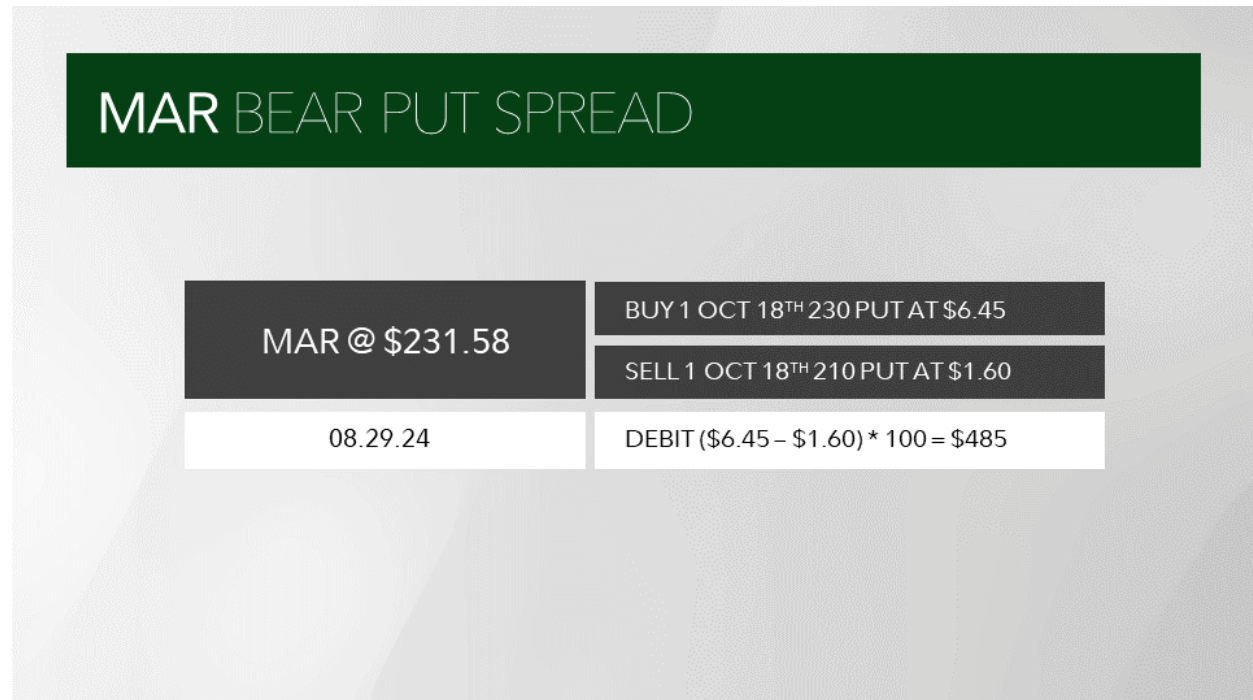 MAR BEAR PUT SPREAD
MAR @ $231.58
BUY 1 OCT 18TH 230 PUT AT $6.45
SELL 1 OCT 18TH 210 PUT AT $1.60
08.29.24
DEBIT ($6.45 – $1.60) * 100 = $485